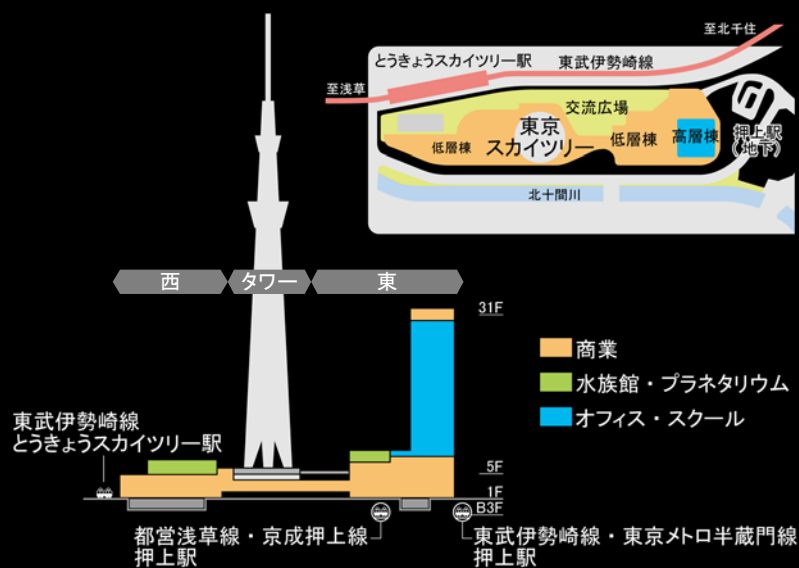 至北千住
とうきょうスカイツリー駅
東武伊勢崎線
至浅草
交流広場
東京
スカイツリー
低層棟
低層棟
高層棟
押上駅
(地下)
北十間川
西
タワー
東
31F
商業
水族館・プラネタリウム
オフィス・スクール
東武伊勢崎線
とうきょうスカイツリー駅
5F
1F
B3F
都営浅草線・京成押上線
押上駅
東武伊勢崎線・東京メトロ半蔵門線
押上駅